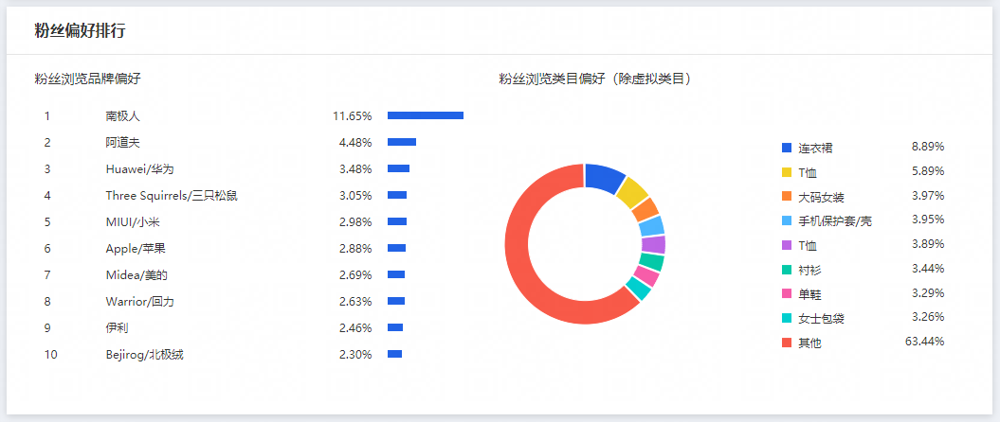 粉丝偏好排行
粉丝浏览品牌偏好
1 南极人 11.65%
2 阿道夫 4.48%
3 Huawei/华为 3.48%
4 Three Squirrels/三只松鼠 3.05%
5 MIUI/小米 2.98%
6 Apple/苹果 2.88%
7 Midea/美的 2.69%
8 Warrior/回力 2.63%
9 伊利 2.46%
10 Bejirog/北极绒 2.30%
粉丝浏览类目偏好（除虚拟类目）
连衣裙 8.89%
T恤 5.89%
大码女装 3.97%
手机保护套/壳 3.95%
T恤 3.89%
衬衫 3.44%
单鞋 3.29%
女士包袋 3.26%
其他 63.44%